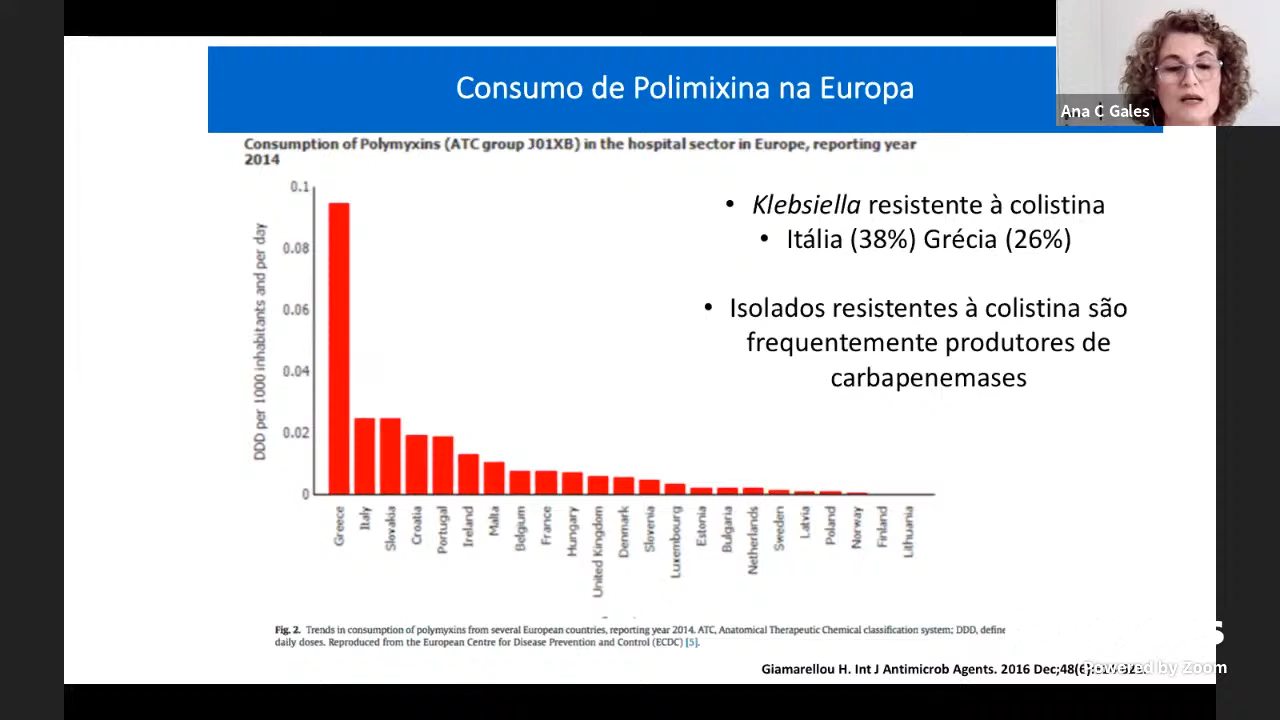 Consumo de Polimixina na Europa
Ana C Gales
Consumption of Polymyxins (ATC group J01XB) in the hospital sector in Europe, reporting year
2014
0.1
0.08
0.06
0.04
0.02
0
DDD per 1000 inhabitants and per day
Greece
Italy
Slovakia
Croatia
Portugal
Ireland
Malta
Belgium
France
Hungary
United Kingdom
Denmark
Slovenia
Luxembourg
Estonia
Bulgaria
Netherlands
Sweden
Latvia
Poland
Norway
Finland
Lithuania
• Klebsiella resistente à colistina
• Itália (38%) Grécia (26%)
• Isolados resistentes à colistina são
frequentemente produtores de
carbapenemases
Fig. 2. Trends in consumption of polymyxins from several European countries, reporting year 2014. ATC, Anatomical Therapeutic Chemical classification system; DDD, define
daily doses. Reproduced from the European Centre for Disease Prevention and Control (ECDC) [5].
Giamarellou H. Int J Antimicrob Agents. 2016 Dec;48(6)
Powered by Zoom